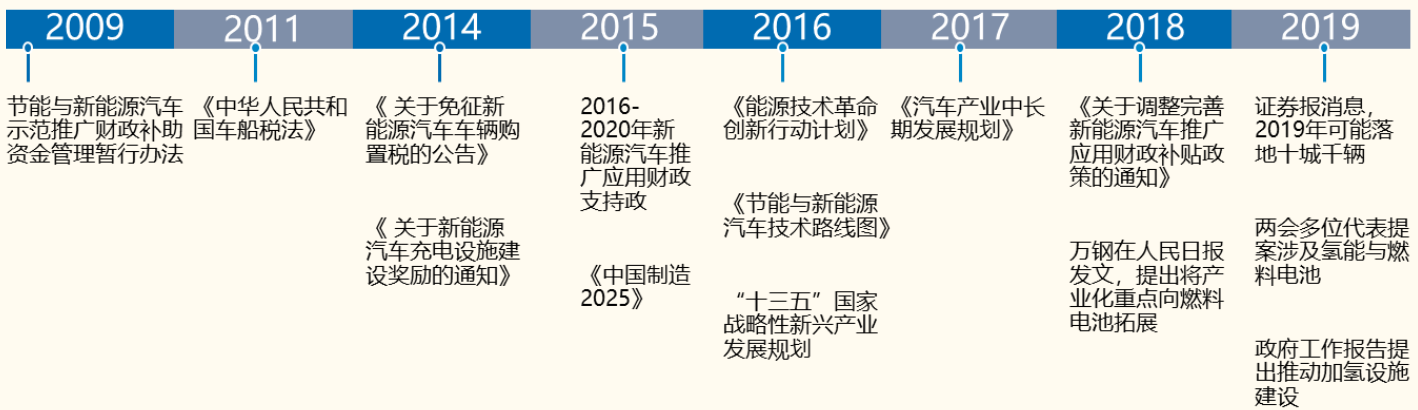 2009
2011
2014
2015
2016
2017
2018
2019
节能与新能源汽车
示范推广财政补助
资金管理暂行办法
《中华人民共和
国车船税法》
《 关于免征新
能源汽车车辆购
置税的公告》
《 关于新能源
汽车充电设施建
设奖励的通知》
2016-
2020年新
能源汽车推
广应用财政
支持政
《中国制造
2025》
《能源技术革命
创新行动计划》
《节能与新能源
汽车技术路线图》
“十三五”国家
战略性新兴产业
发展规划
《汽车产业中长
期发展规划》
《关于调整完善
新能源汽车推广
应用财政补贴政
策的通知》
万钢在人民日报
发文，提出将产
业化重点向燃料
电池拓展
证券报消息，
2019年可能落
地十城千辆
两会多位代表提
案涉及氢能与燃
料电池
政府工作报告提
出推动加氢设施
建设